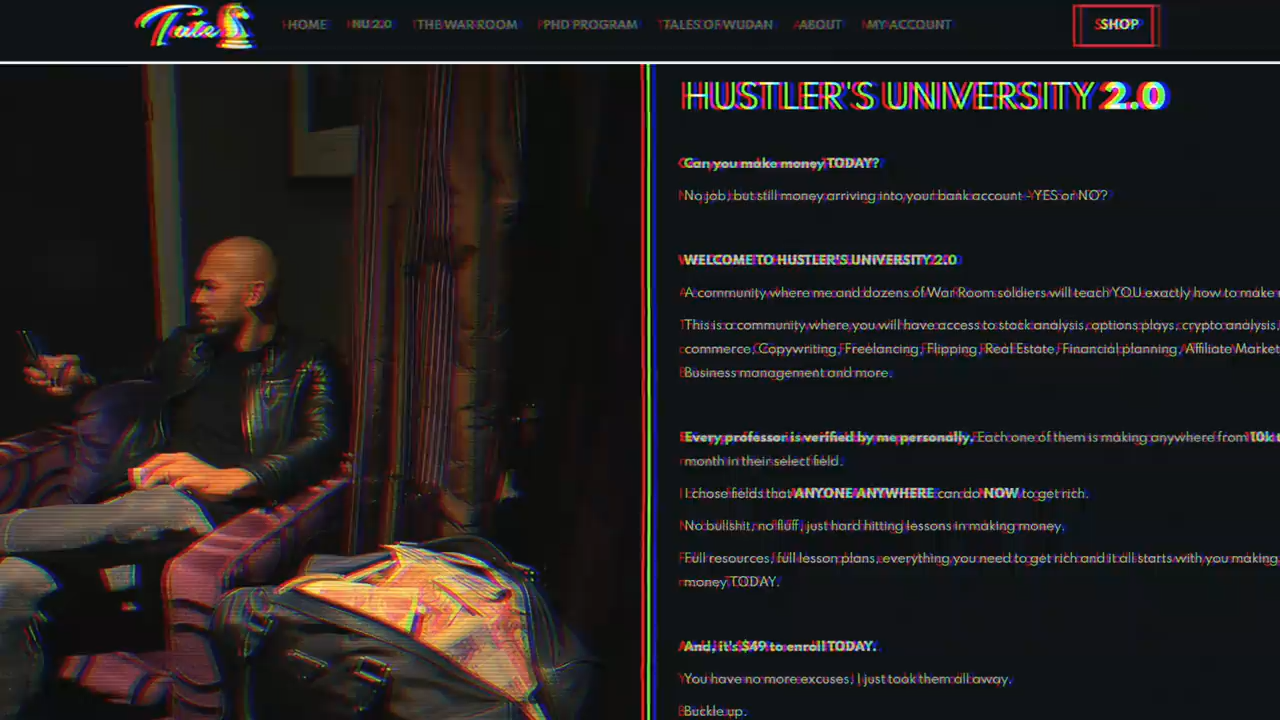 Tate
HOME
HU 2.0
THE WAR ROOM
PHD PROGRAM
TALES OF WUDAN
ABOUT
MY ACCOUNT
SHOP
HUSTLER'S UNIVERSITY 2.0
Can you make money TODAY?
No job, but still money arriving into your bank account - YES or NO?
WELCOME TO HUSTLER'S UNIVERSITY 2.0
A community where me and dozens of War Room soldiers will teach YOU exactly how to make
This is a community where you will have access to stock analysis, options plays, crypto analysis,
commerce, Copywriting, Freelancing, Flipping, Real Estate, Financial planning, Affiliate Market
Business management and more.
Every professor is verified by me personally. Each one of them is making anywhere from 10k t
month in their select field.
I chose fields that ANYONE ANYWHERE can do NOW to get rich.
No bullshit, no fluff, just hard hitting lessons in making money.
Full resources, full lesson plans, everything you need to get rich and it all starts with you making
money TODAY.
And, it's $49 to enroll TODAY.
You have no more excuses, I just took them all away.
Buckle up.